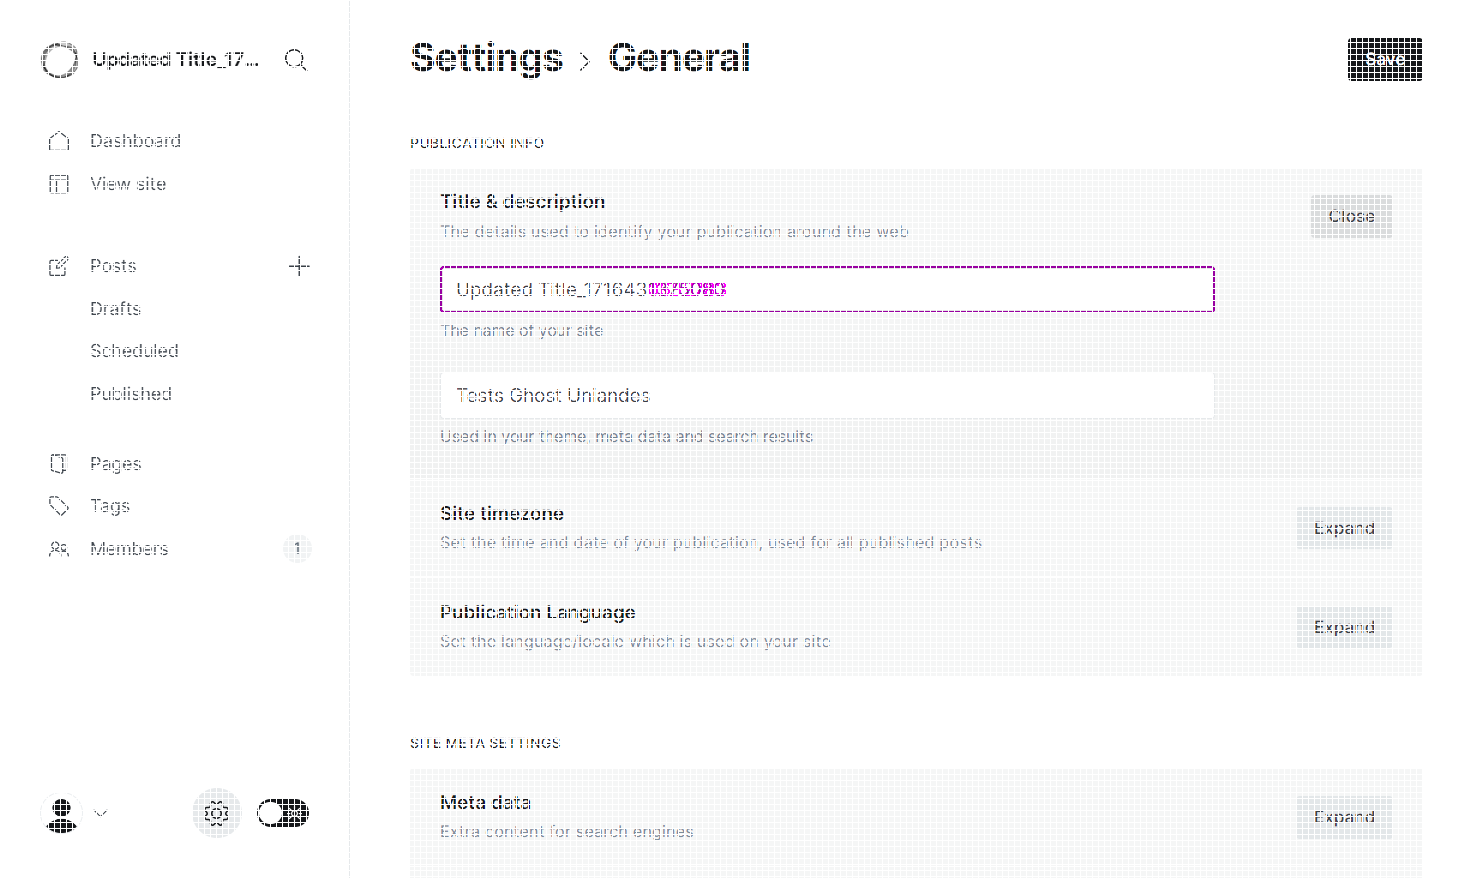 Updated Title_17...
Dashboard
View site
Posts
Drafts
Scheduled
Published
Pages
Tags
Members
1
Settings > General
Save
PUBLICATION INFO
Title & description
Close
The details used to identify your publication around the web
Updated
The name of your site
Tests Ghost Uniandes
Used in your theme, meta data and search results
Site timezone
Expand
Set the time and date of your publication, used for all published posts
Publication Language
Expand
Set the language/locale which is used on your site
SITE META SETTINGS
Meta data
Expand
Extra content for search engines